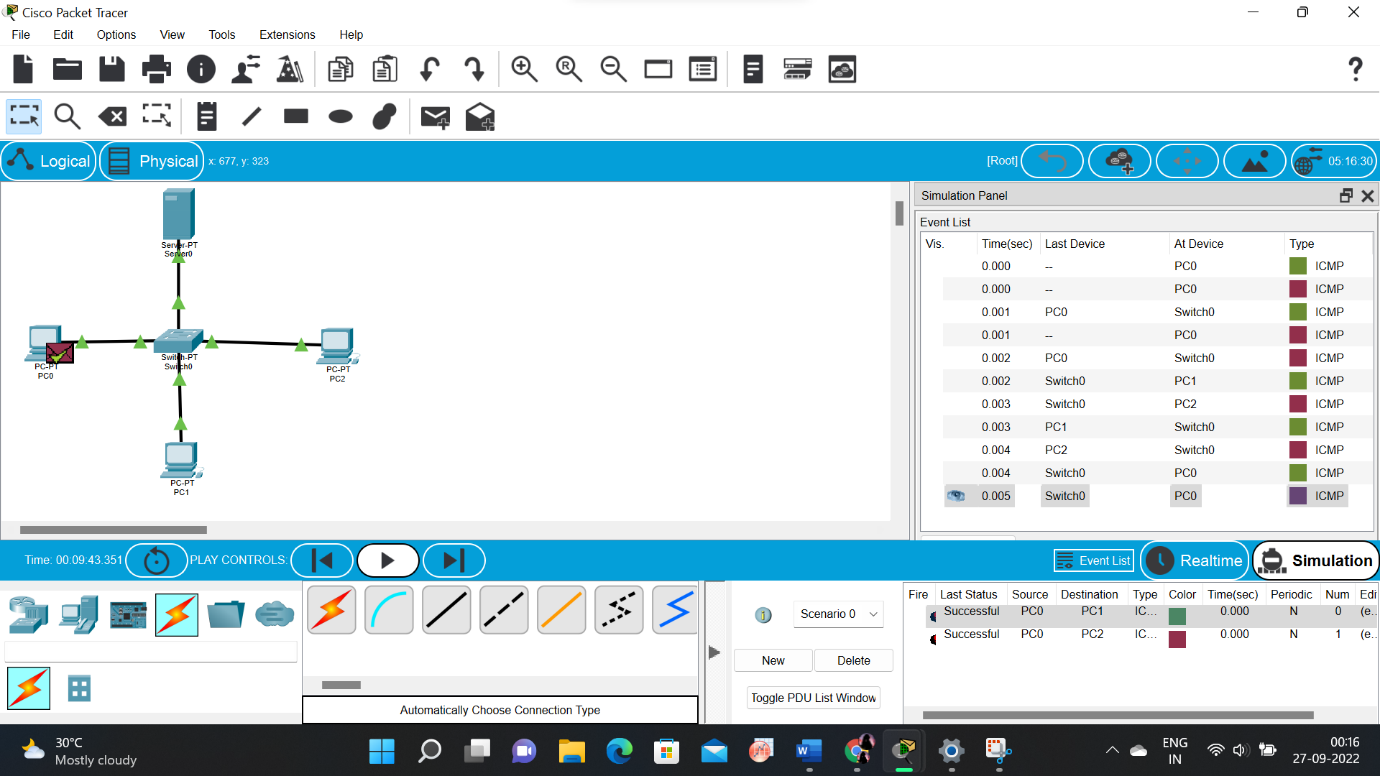 Cisco Packet Tracer
File Edit Options View Tools Extensions Help
Logical Physical x: 677, y: 323 [Root] 05:16:30
Server-PT
Server0
PC-PT
PC0
Switch-PT
Switch0
PC-PT
PC2
PC-PT
PC1
Simulation Panel
Event List
Vis. Time(sec) Last Device At Device Type
0.000 -- PC0 ICMP
0.000 -- PC0 ICMP
0.001 PC0 Switch0 ICMP
0.001 -- PC0 ICMP
0.002 PC0 Switch0 ICMP
0.002 Switch0 PC1 ICMP
0.003 Switch0 PC2 ICMP
0.003 PC1 Switch0 ICMP
0.004 PC2 Switch0 ICMP
0.004 Switch0 PC0 ICMP
0.005 Switch0 PC0 ICMP
Time: 00:09:43.351 PLAY CONTROLS: Event List Realtime Simulation
Automatically Choose Connection Type
Scenario 0
New Delete
Toggle PDU List Window
Fire Last Status Source Destination Type Color Time(sec) Periodic Num Edi
Successful PC0 PC1 IC... 0.000 N 0 (e...
Successful PC0 PC2 IC... 0.000 N 1 (e...
30°C
Mostly cloudy
ENG
IN
00:16
27-09-2022